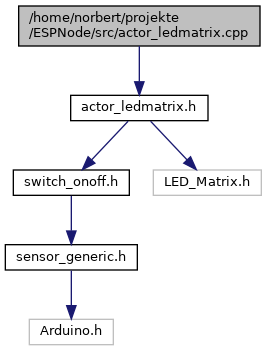 /home/norbert/projekte
/ESPNode/src/actor_ledmatrix.cpp
actor_ledmatrix.h
switch_onoff.h
LED_Matrix.h
sensor_generic.h
Arduino.h